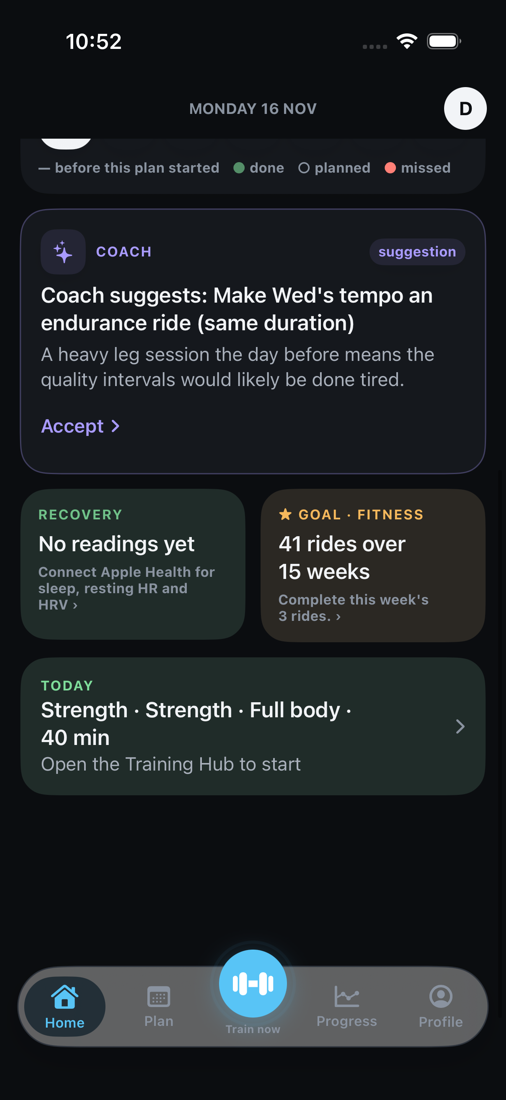 10:52
MONDAY 16 NOV
D
— before this plan started done planned missed
COACH
suggestion
Coach suggests: Make Wed's tempo an
endurance ride (same duration)
A heavy leg session the day before means the
quality intervals would likely be done tired.
Accept >
RECOVERY
No readings yet
Connect Apple Health for
sleep, resting HR and
HRV ›
★ GOAL · FITNESS
41 rides over
15 weeks
Complete this week's
3 rides. ›
TODAY
Strength · Strength · Full body ·
40 min
Open the Training Hub to start
Home
Plan
Train now
Progress
Profile